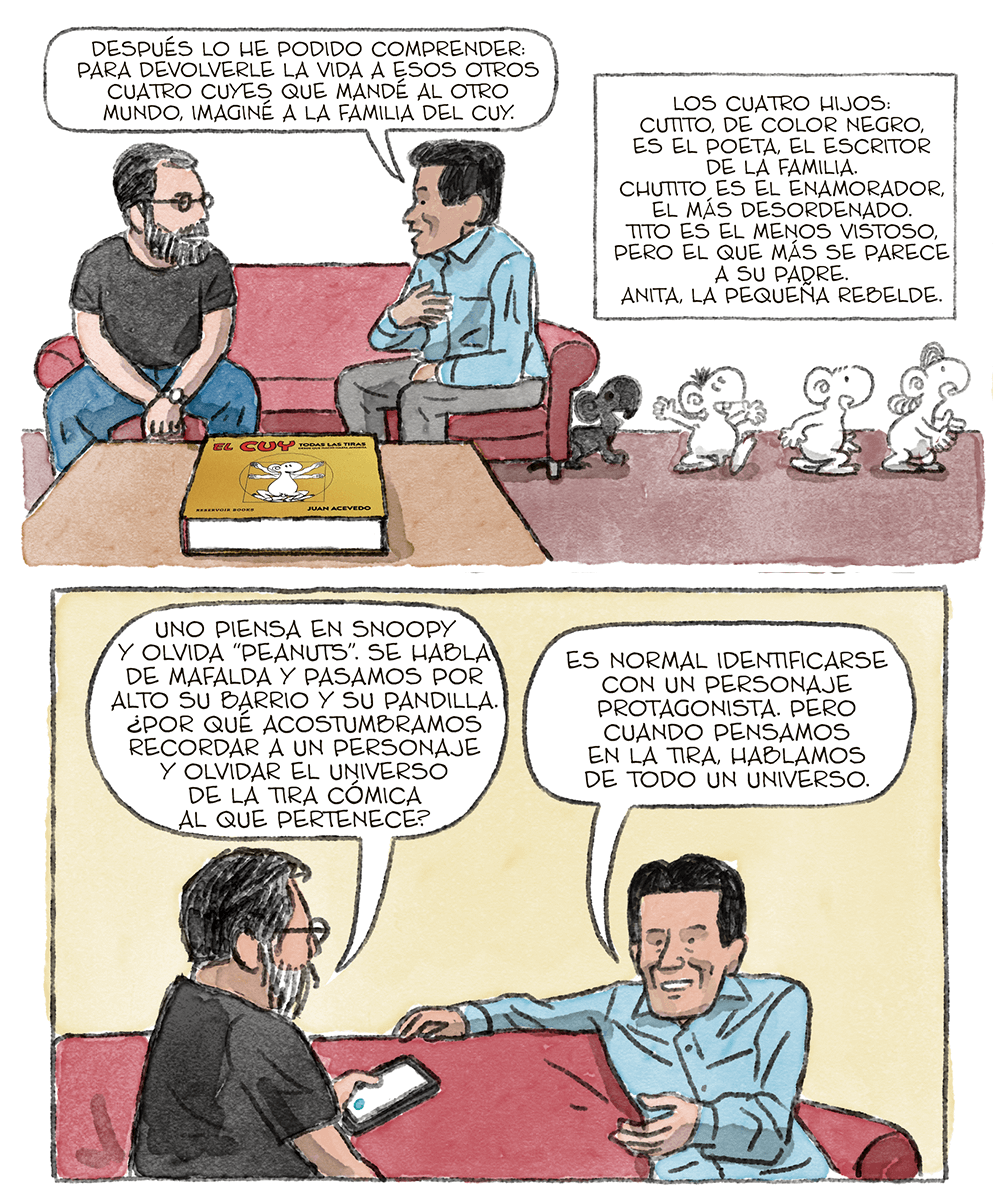 DESPUÉS LO HE PODIDO COMPRENDER:
PARA DEVOLVERLE LA VIDA A ESOS OTROS
CUATRO CUYES QUE MANDÉ AL OTRO
MUNDO, IMAGINÉ A LA FAMILIA DEL CUY.
LOS CUATRO HIJOS:
CUTITO, DE COLOR NEGRO,
ES EL POETA, EL ESCRITOR
DE LA FAMILIA.
CHUTITO ES EL ENAMORADOR,
EL MÁS DESORDENADO.
TITO ES EL MENOS VISTOSO,
PERO EL QUE MÁS SE PARECE
A SU PADRE.
ANITA, LA PEQUEÑA REBELDE.
EL CUY TODAS LAS TIRAS
RESERVOIR BOOKS
JUAN ACEVEDO
UNO PIENSA EN SNOOPY
Y OLVIDA "PEANUTS". SE HABLA
DE MAFALDA Y PASAMOS POR
ALTO SU BARRIO Y SU PANDILLA.
¿POR QUÉ ACOSTUMBRAMOS
RECORDAR A UN PERSONAJE
Y OLVIDAR EL UNIVERSO
DE LA TIRA CÓMICA
AL QUE PERTENECE?
ES NORMAL IDENTIFICARSE
CON UN PERSONAJE
PROTAGONISTA. PERO
CUANDO PENSAMOS
EN LA TIRA, HABLAMOS
DE TODO UN UNIVERSO.